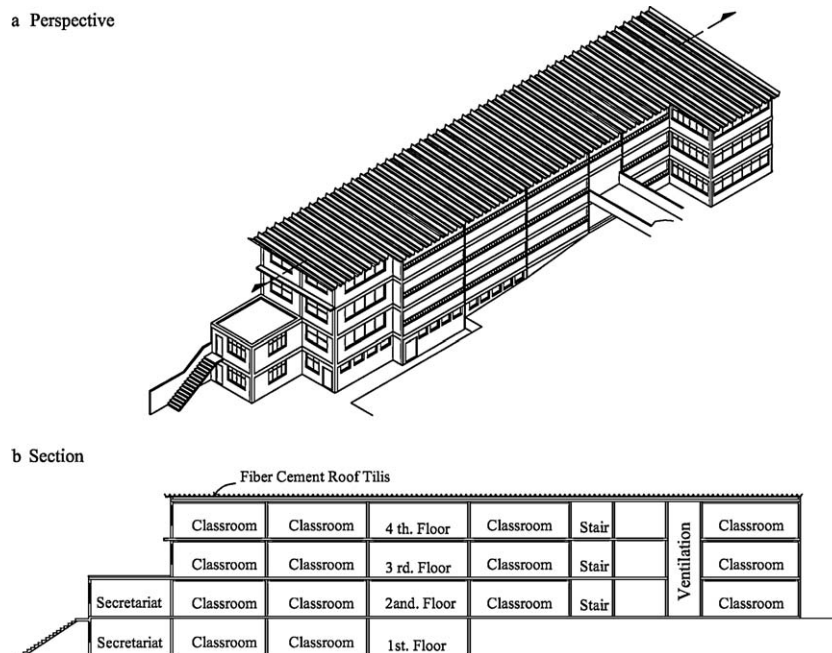 a Perspective
b Section
Fiber Cement Roof Tilis
Classroom Classroom 4 th. Floor Classroom Stair Ventilation Classroom
Classroom Classroom 3 rd. Floor Classroom Stair Classroom
Secretariat Classroom Classroom 2and. Floor Classroom Stair Classroom
Secretariat Classroom Classroom 1st. Floor